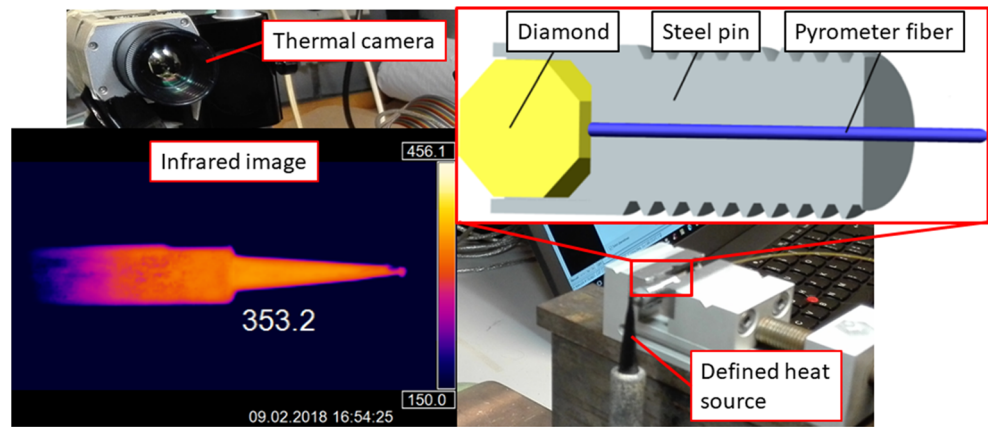 Thermal camera
Diamond
Steel pin
Pyrometer fiber
Infrared image
456.1
353.2
150.0
09.02.2018 16:54:25
Defined heat
source